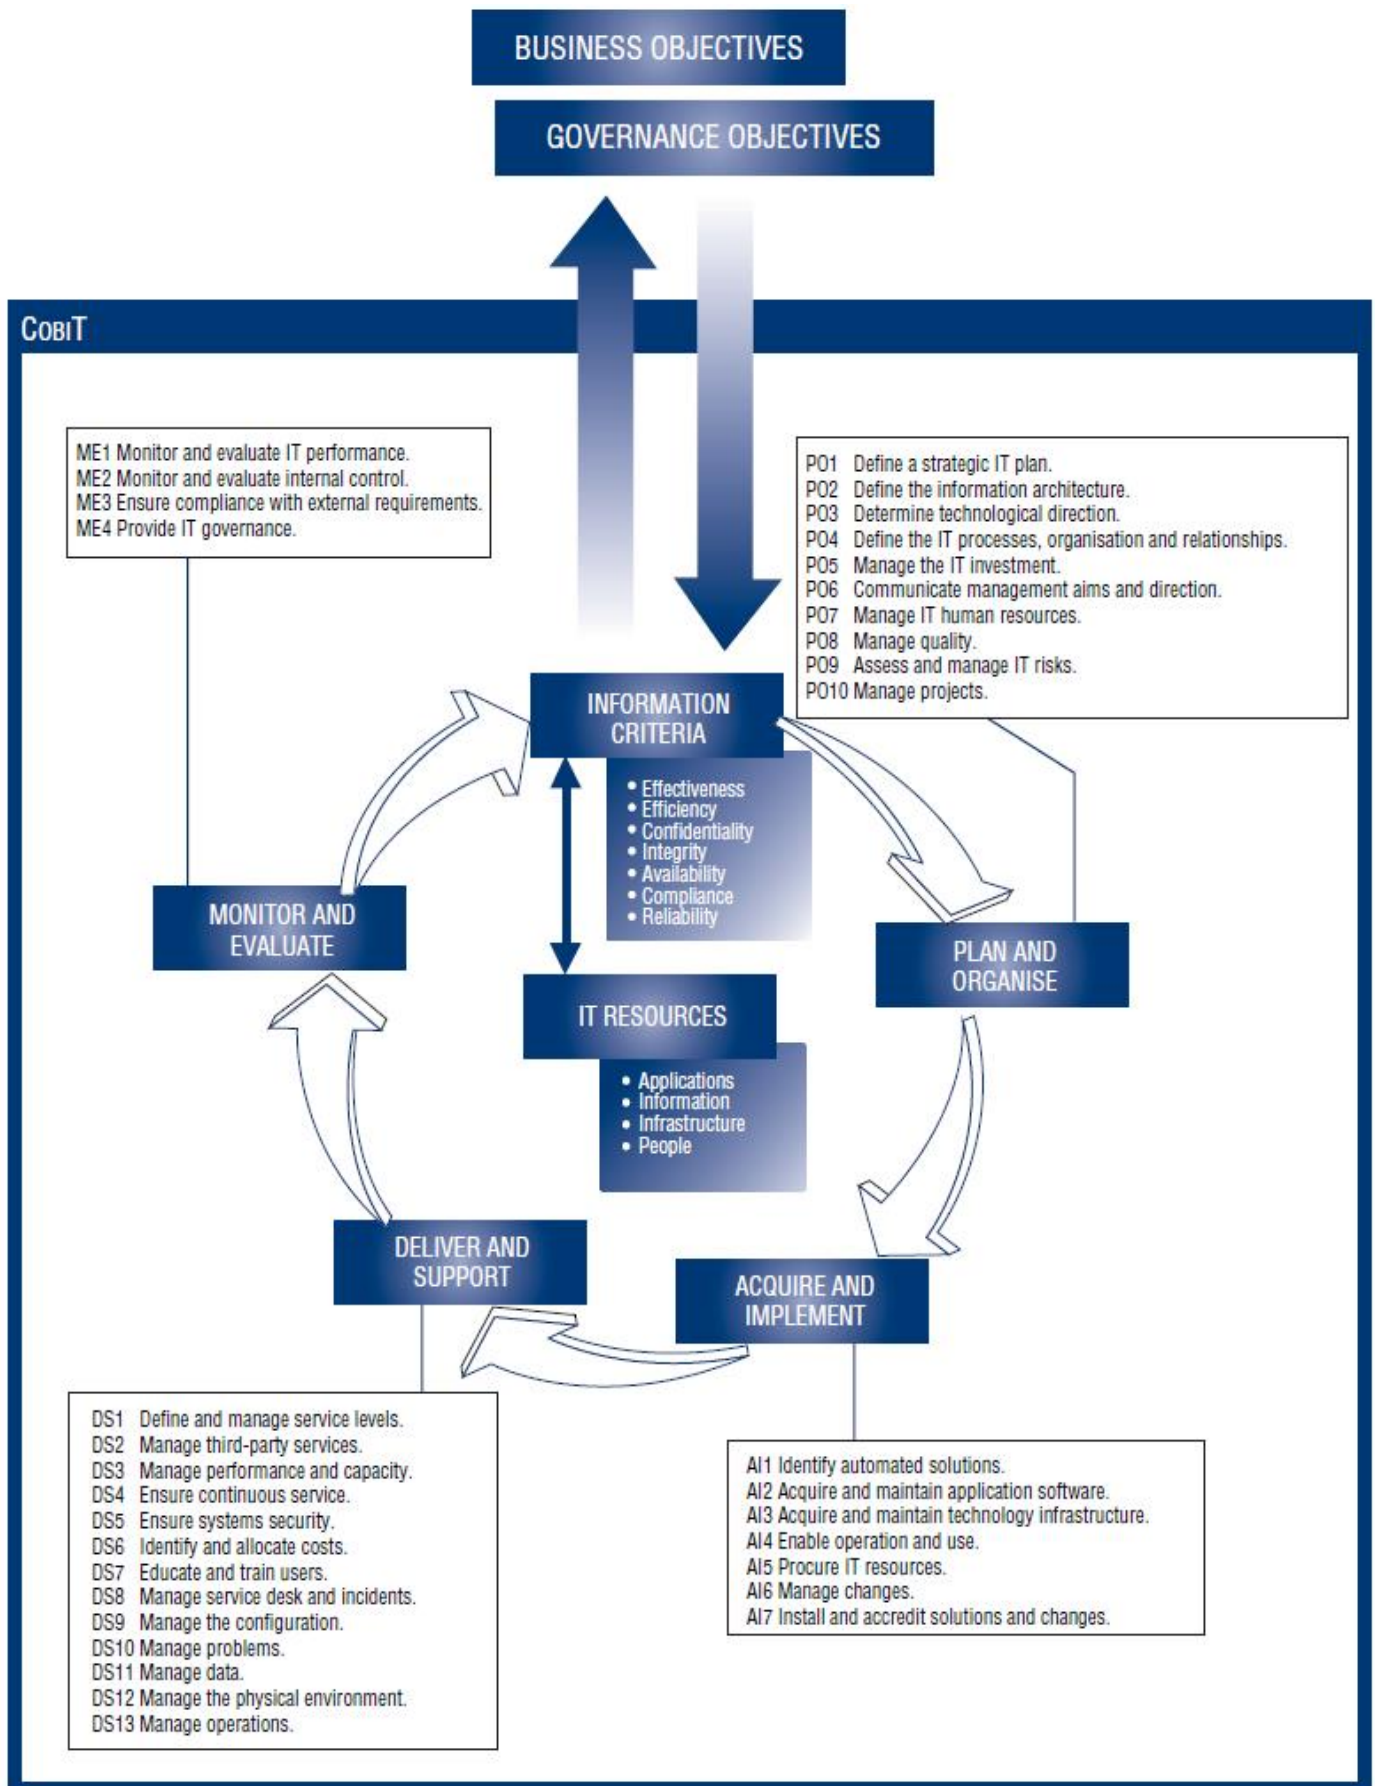 BUSINESS OBJECTIVES
GOVERNANCE OBJECTIVES
COBIT
ME1 Monitor and evaluate IT performance.
ME2 Monitor and evaluate internal control.
ME3 Ensure compliance with external requirements.
ME4 Provide IT governance.
PO1 Define a strategic IT plan.
PO2 Define the information architecture.
PO3 Determine technological direction.
PO4 Define the IT processes, organisation and relationships.
PO5 Manage the IT investment.
PO6 Communicate management aims and direction.
PO7 Manage IT human resources.
PO8 Manage quality.
PO9 Assess and manage IT risks.
PO10 Manage projects.
INFORMATION
CRITERIA
• Effectiveness
• Efficiency
• Confidentiality
• Integrity
• Availability
• Compliance
• Reliability
MONITOR AND
EVALUATE
PLAN AND
ORGANISE
IT RESOURCES
• Applications
• Information
• Infrastructure
• People
DELIVER AND
SUPPORT
ACQUIRE AND
IMPLEMENT
DS1 Define and manage service levels.
DS2 Manage third-party services.
DS3 Manage performance and capacity.
DS4 Ensure continuous service.
DS5 Ensure systems security.
DS6 Identify and allocate costs.
DS7 Educate and train users.
DS8 Manage service desk and incidents.
DS9 Manage the configuration.
DS10 Manage problems.
DS11 Manage data.
DS12 Manage the physical environment.
DS13 Manage operations.
AI1 Identify automated solutions.
AI2 Acquire and maintain application software.
AI3 Acquire and maintain technology infrastructure.
AI4 Enable operation and use.
AI5 Procure IT resources.
AI6 Manage changes.
AI7 Install and accredit solutions and changes.